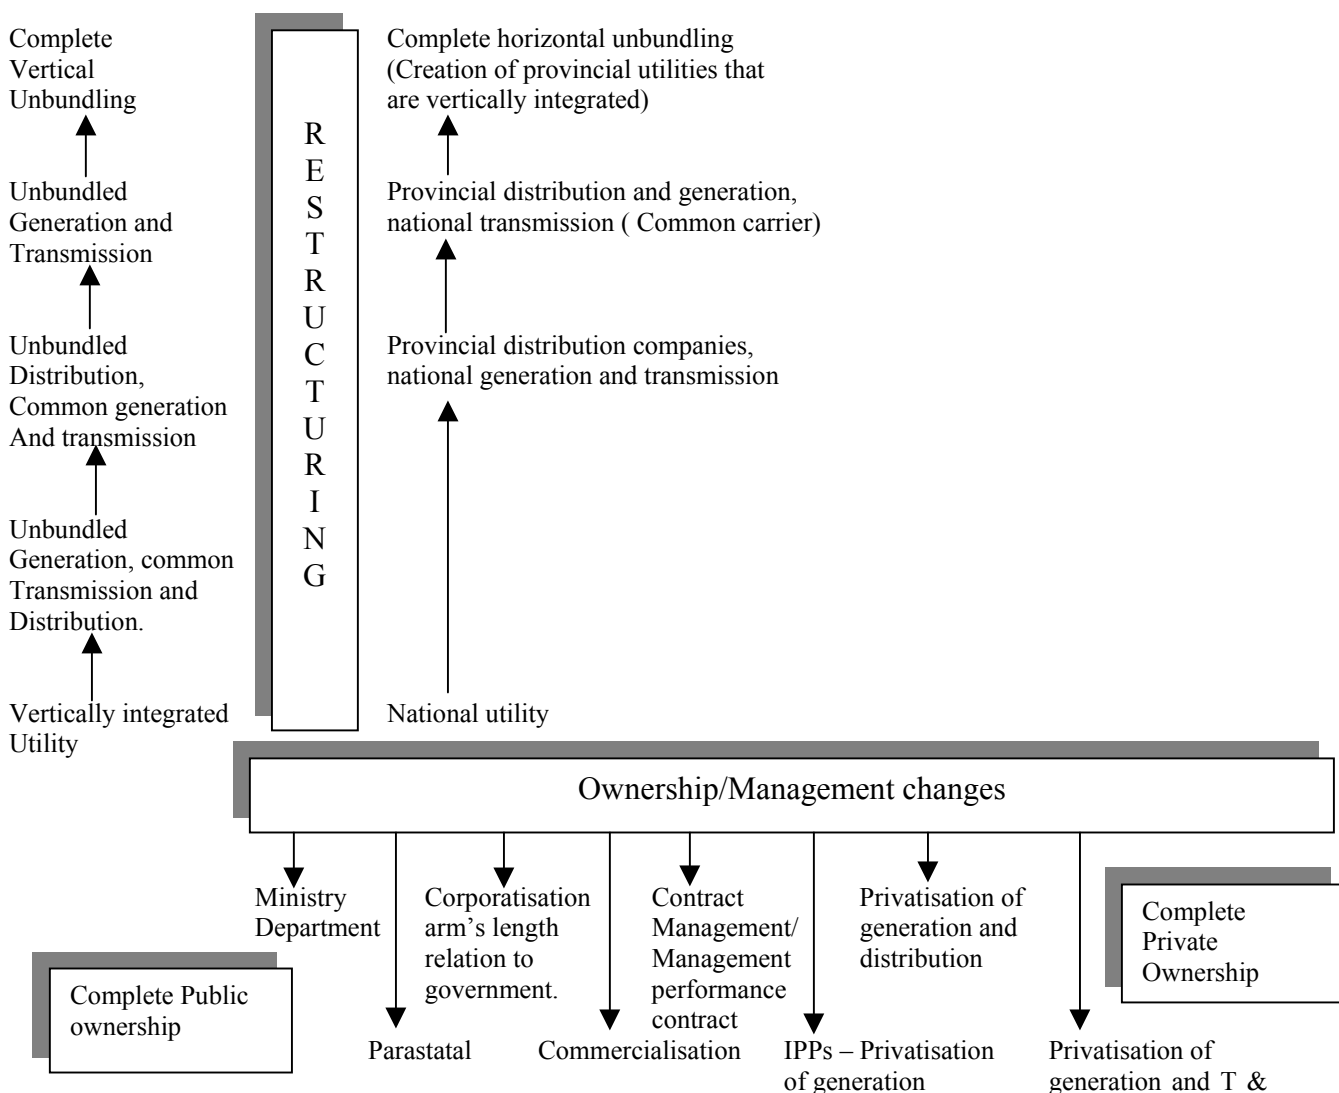 Complete
Vertical
Unbundling
Unbundled
Generation and
Transmission
Unbundled
Distribution,
Common generation
And transmission
Unbundled
Generation, common
Transmission and
Distribution.
Vertically integrated
Utility
R
E
S
T
R
U
C
T
U
R
I
N
G
Complete horizontal unbundling
(Creation of provincial utilities that
are vertically integrated)
Provincial distribution and generation,
national transmission ( Common carrier)
Provincial distribution companies,
national generation and transmission
National utility
Ownership/Management changes
Ministry
Department
Corporatisation
arm’s length
relation to
government.
Contract
Management/
Management
performance
contract
Privatisation of
generation and
distribution
Complete
Private
Ownership
Complete Public
ownership
Parastatal
Commercialisation
IPPs – Privatisation
of generation
Privatisation of
generation and T &